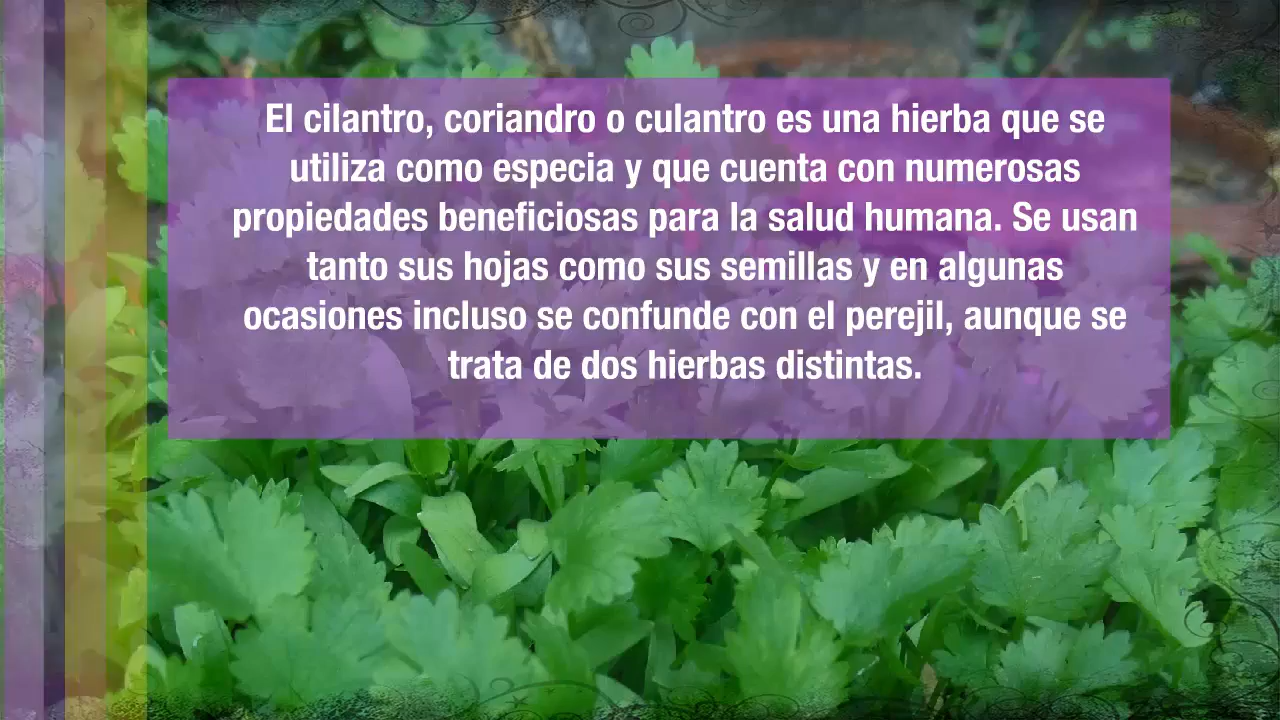 El cilantro, coriandro o culantro es una hierba que se
utiliza como especia y que cuenta con numerosas
propiedades beneficiosas para la salud humana. Se usan
tanto sus hojas como sus semillas y en algunas
ocasiones incluso se confunde con el perejil, aunque se
trata de dos hierbas distintas.